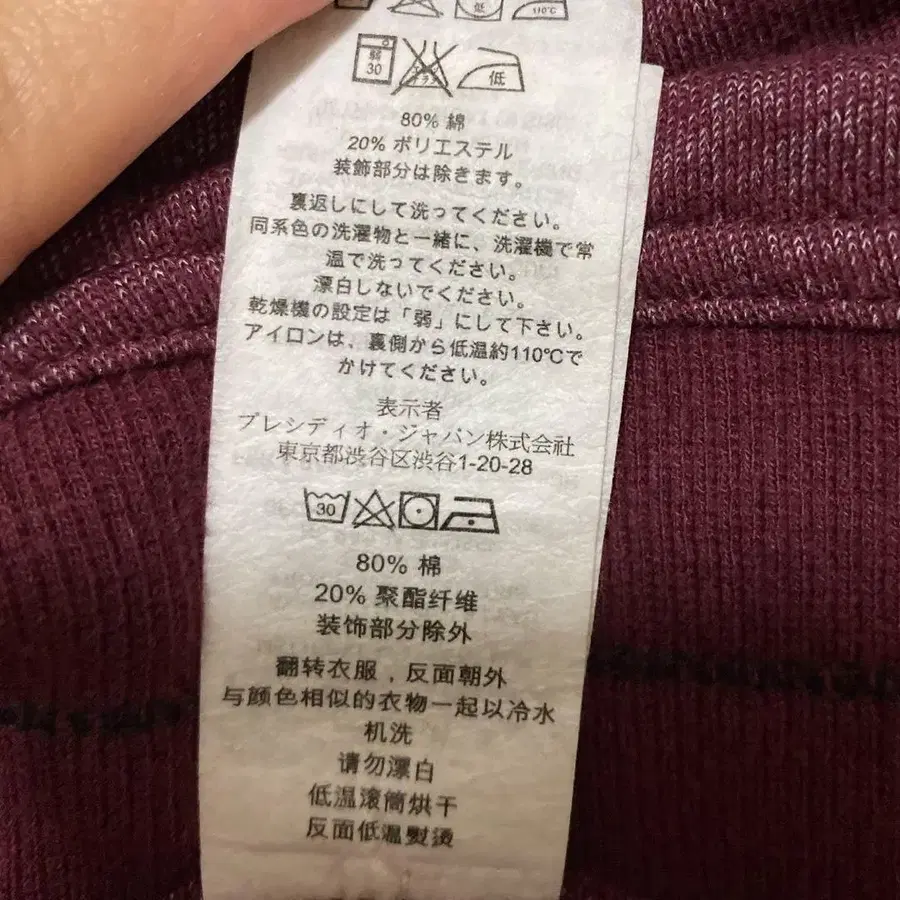 低
110℃
弱
30
低
80% 綿
20% ポリエステル
装飾部分は除きます。
裏返しにして洗ってください。
同系色の洗濯物と一緒に、洗濯機で常
温で洗ってください。
漂白しないでください。
乾燥機の設定は「弱」にして下さい。
アイロンは、裏側から低温約110℃で
かけてください。
表示者
プレシディオ・ジャパン株式会社
東京都渋谷区渋谷1-20-28
30
80% 棉
20% 聚酯纤维
装饰部分除外
翻转衣服，反面朝外
与颜色相似的衣物一起以冷水
机洗
请勿漂白
低温滚筒烘干
反面低温熨烫